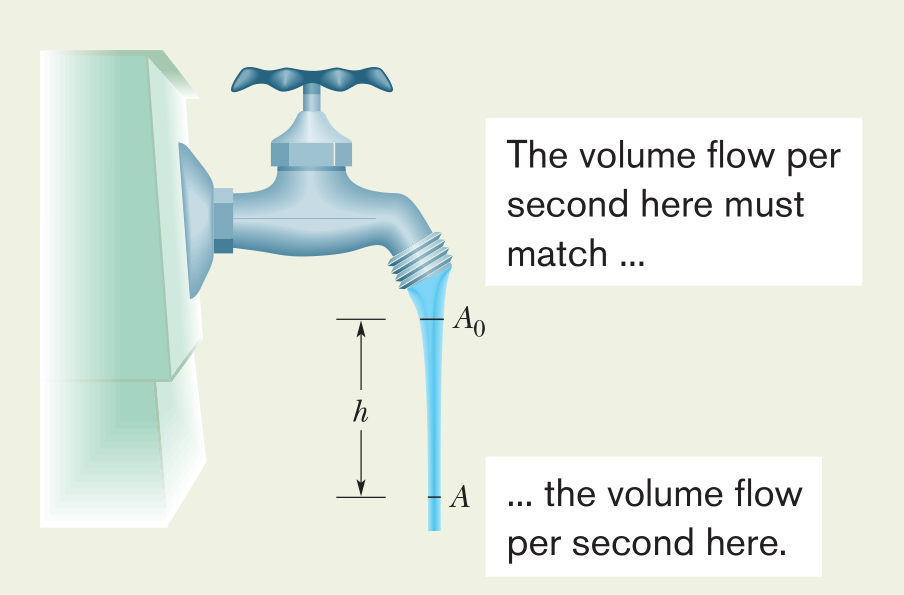 The volume flow per
second here must
match ...
A₀
h
A
... the volume flow
per second here.